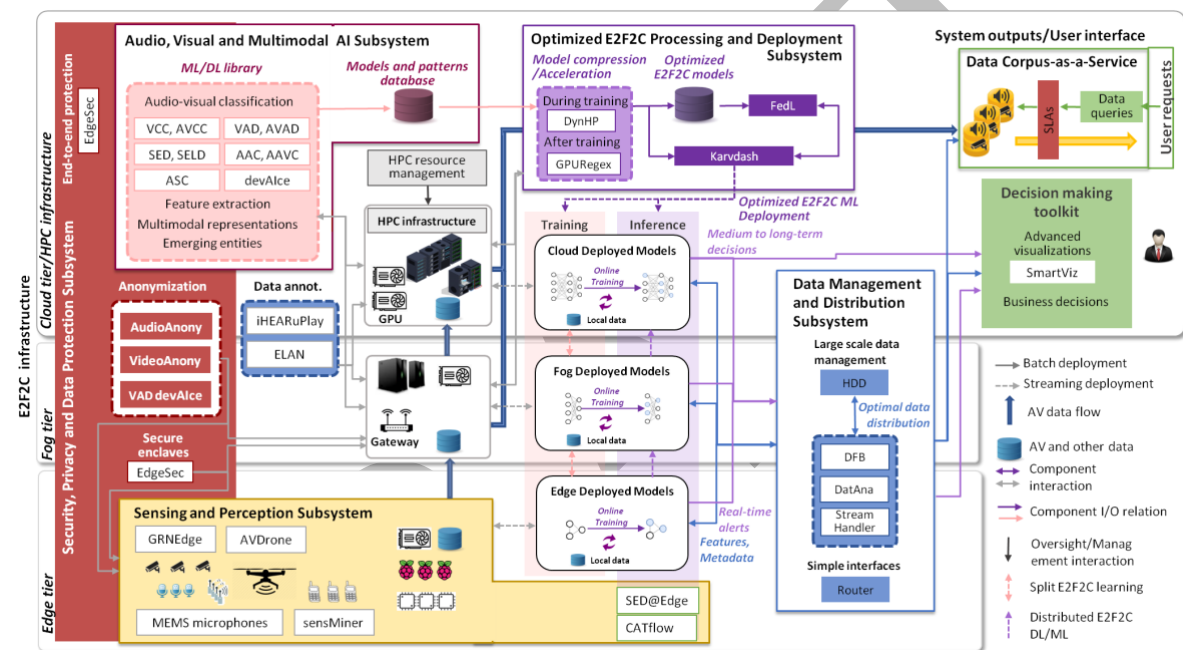 E2F2C infrastructure
Cloud tier/HPC infrastructure
Fog tier
Edge tier
End-to-end protection
EdgeSec
Security, Privacy and Data Protection Subsystem
Audio, Visual and Multimodal AI Subsystem
ML/DL library
Models and patterns
database
Audio-visual classification
VCC, AVCC
VAD, AVAD
SED, SELD
AAC, AAVC
ASC
devAIce
Feature extraction
Multimodal representations
Emerging entities
HPC resource
management
HPC infrastructure
GPU
Anonymization
AudioAnony
VideoAnony
VAD devAIce
Data annot.
iHEARuPlay
ELAN
Gateway
Secure
enclaves
EdgeSec
Optimized E2F2C Processing and Deployment
Subsystem
Model compression
/Acceleration
During training
DynHP
After training
GPURegex
Optimized
E2F2C models
FedL
Karvdash
Optimized E2F2C ML
Deployment
Training
Inference
Medium to long-term
decisions
Cloud Deployed Models
Online
Training
Local data
Fog Deployed Models
Online
Training
Local data
Edge Deployed Models
Online
Training
Local data
Real-time
alerts
Features,
Metadata
Sensing and Perception Subsystem
GRNEdge
AVDrone
MEMS microphones
sensMiner
SED@Edge
CATflow
Data Management
and Distribution
Subsystem
Large scale data
management
HDD
Optimal data
distribution
DFB
DatAna
Stream
Handler
Simple interfaces
Router
System outputs/User interface
Data Corpus-as-a-Service
SLAs
Data
queries
User requests
Decision making
toolkit
Advanced
visualizations
SmartViz
Business decisions
Batch deployment
Streaming deployment
AV data flow
AV and other data
Component
interaction
Component I/O relation
Oversight/Manag
ement interaction
Split E2F2C learning
Distributed E2F2C
DL/ML